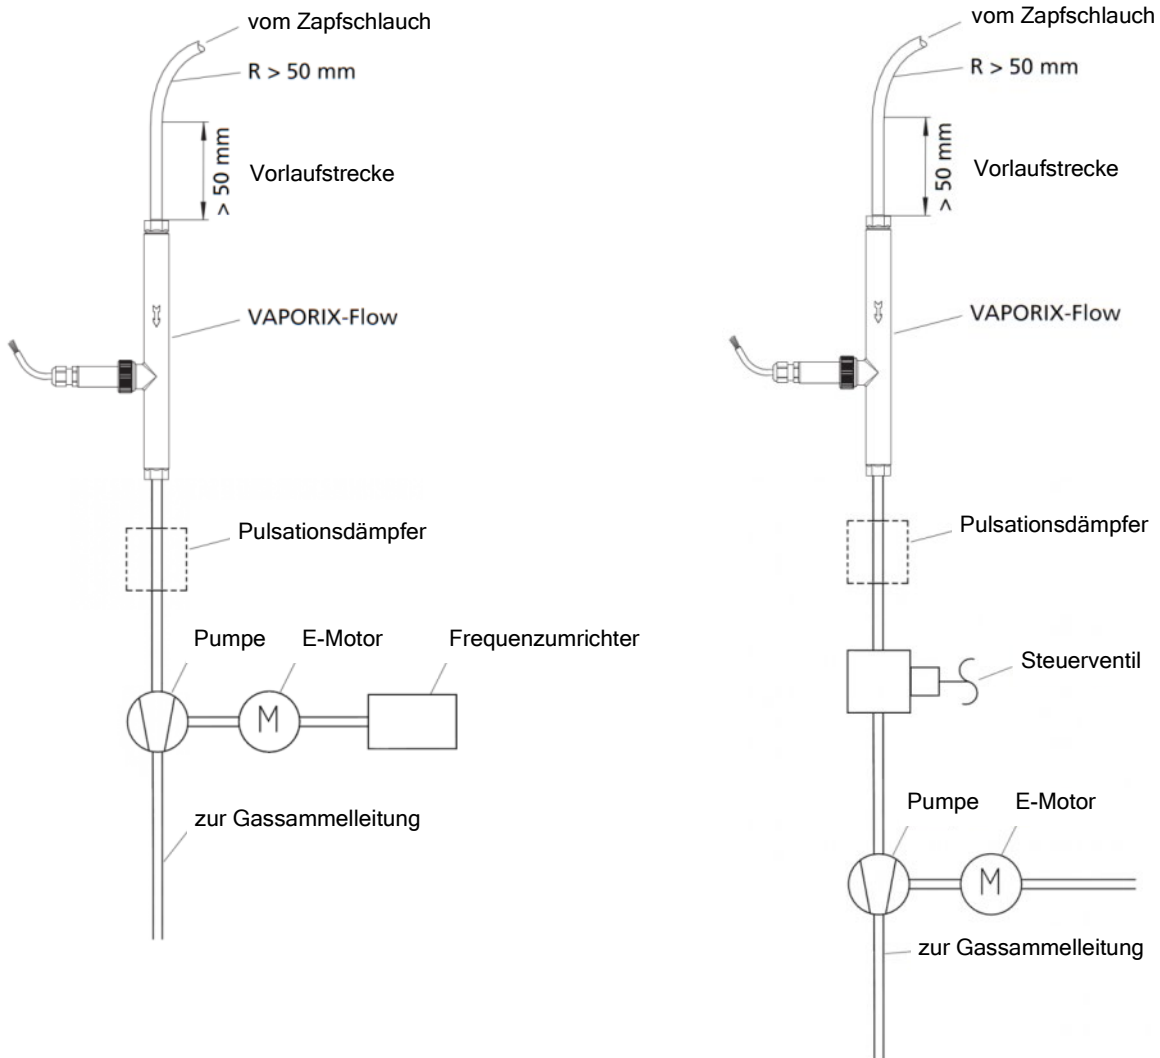 vom Zapfschlauch
R > 50 mm
> 50 mm
Vorlaufstrecke
VAPORIX-Flow
Pulsationsdämpfer
Pumpe
E-Motor
Frequenzumrichter
M
zur Gassammelleitung
vom Zapfschlauch
R > 50 mm
> 50 mm
Vorlaufstrecke
VAPORIX-Flow
Pulsationsdämpfer
Steuerventil
Pumpe
E-Motor
M
zur Gassammelleitung